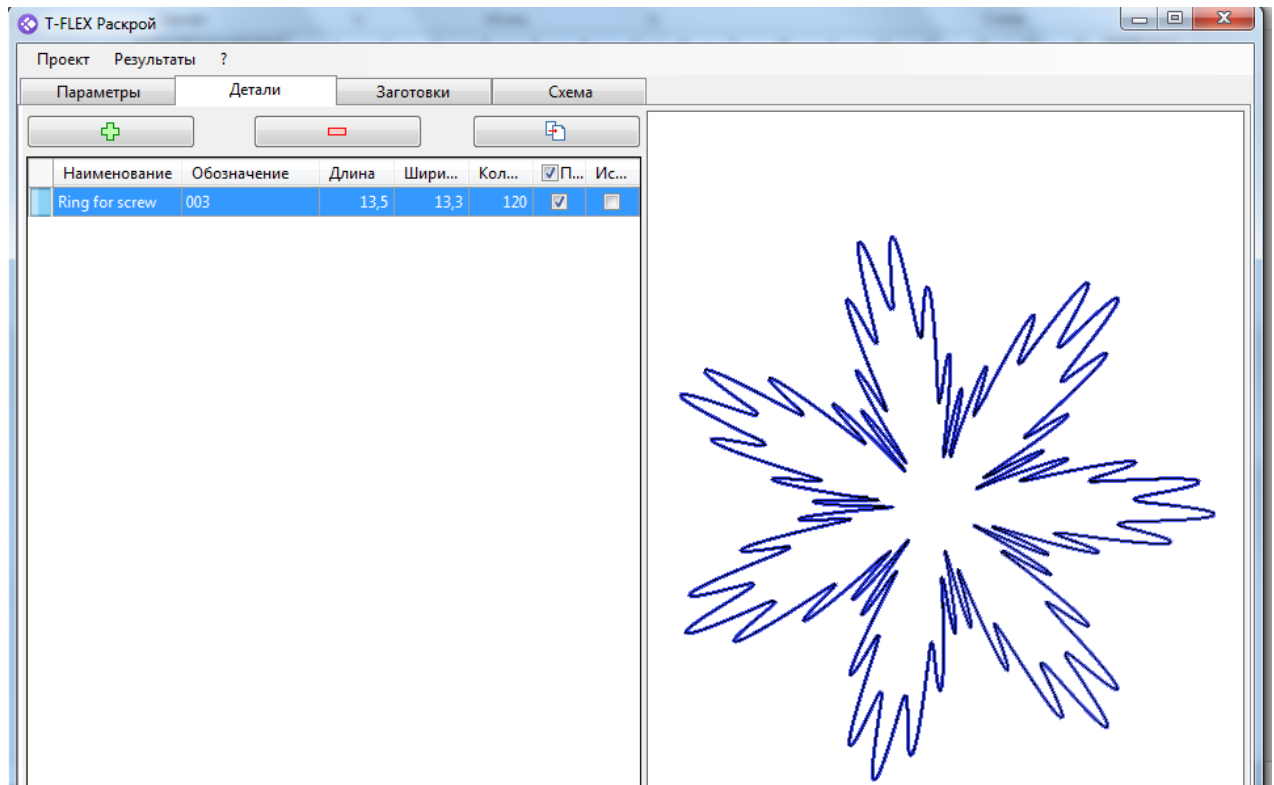 T-FLEX Раскрой
Проект Результаты ?
Параметры Детали Заготовки Схема
Наименование Обозначение Длина Шири... Кол... П... Ис...
Ring for screw 003 13,5 13,3 120